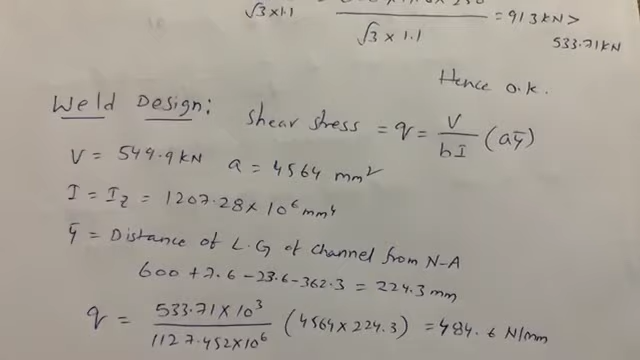 = 913 kN >
√3 × 1.1
√3 × 1.1
533.71 KN
Hence o.k.
Weld Design: Shear stress = q = V / bI (aȳ)
V = 549.9 KN a = 4564 mm²
I = Iz = 1207.28 × 10⁶ mm⁴
ȳ = Distance of C.G of Channel from N-A
600 + 7.6 - 23.6 - 362.3 = 224.3 mm
q = 533.71 × 10³ / 1127.452 × 10⁶ (4564 × 224.3) = 484.6 N/mm